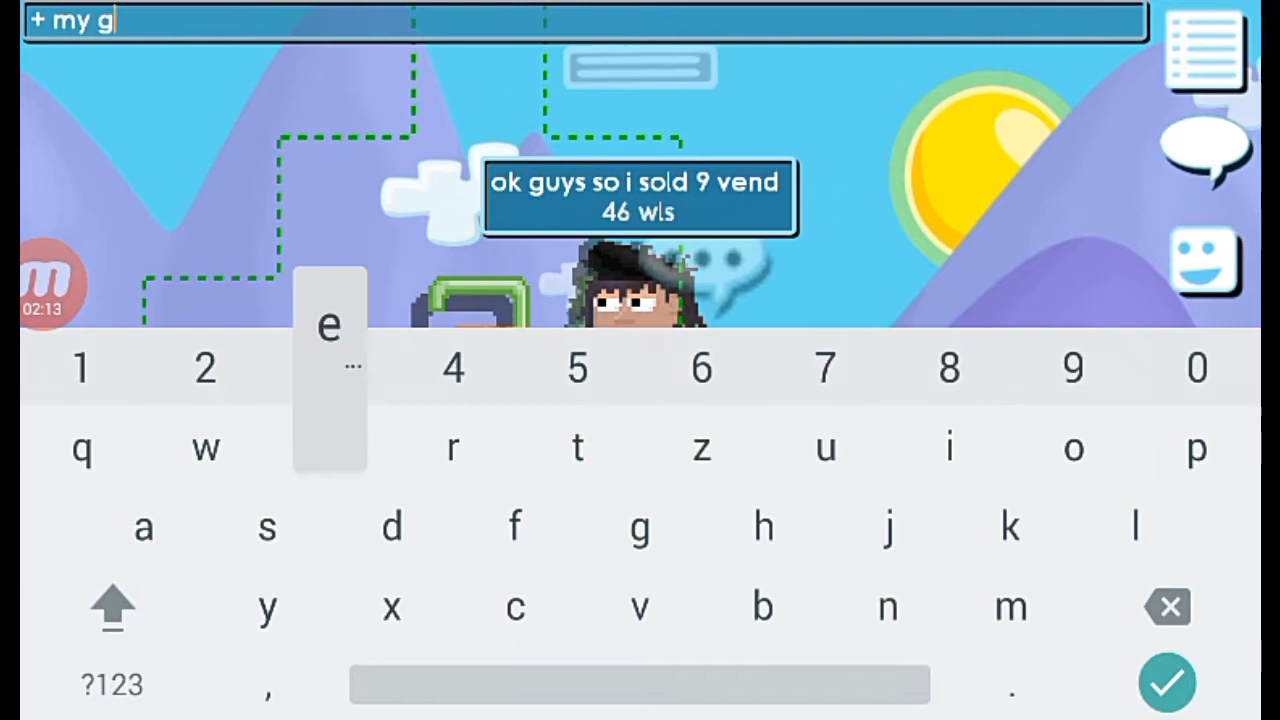 + my g
ok guys so i sold 9 vend
46 wls
m
02:13
e
...
1 2 4 5 6 7 8 9 0
q w r t z u i o p
a s d f g h j k l
y x c v b n m
?123 , .